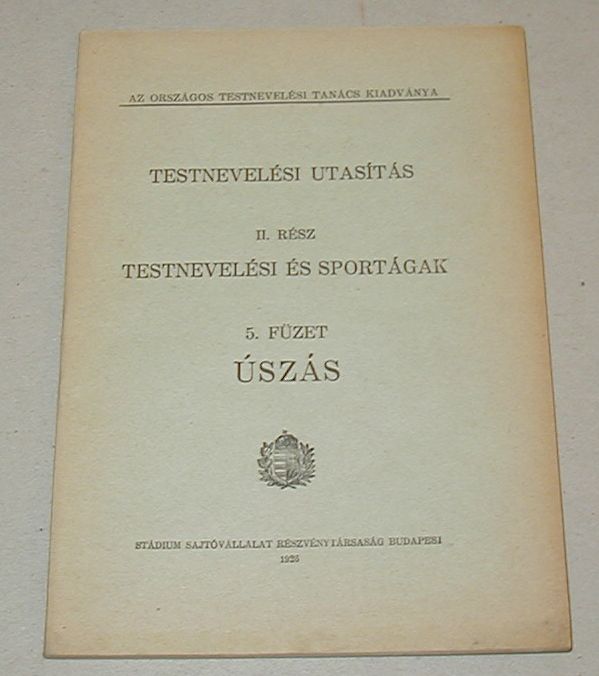 AZ ORSZÁGOS TESTNEVELÉSI TANÁCS KIADVÁNYA
TESTNEVELÉSI UTASÍTÁS
II. RÉSZ
TESTNEVELÉSI ÉS SPORTÁGAK
5. FÜZET
ÚSZÁS
STÁDIUM SAJTÓVÁLLALAT RÉSZVÉNYTÁRSASÁG BUDAPEST